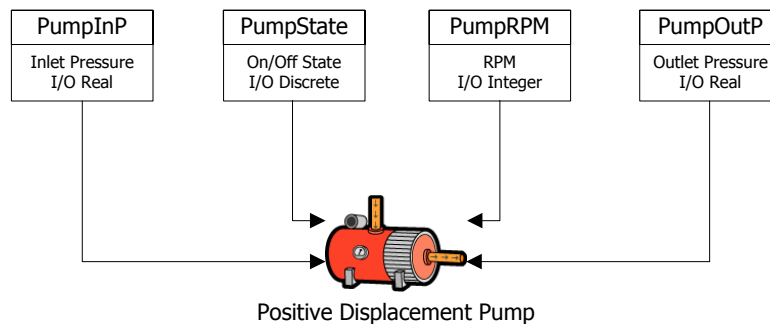 PumpInP
Inlet Pressure
I/O Real
PumpState
On/Off State
I/O Discrete
PumpRPM
RPM
I/O Integer
PumpOutP
Outlet Pressure
I/O Real
Positive Displacement Pump